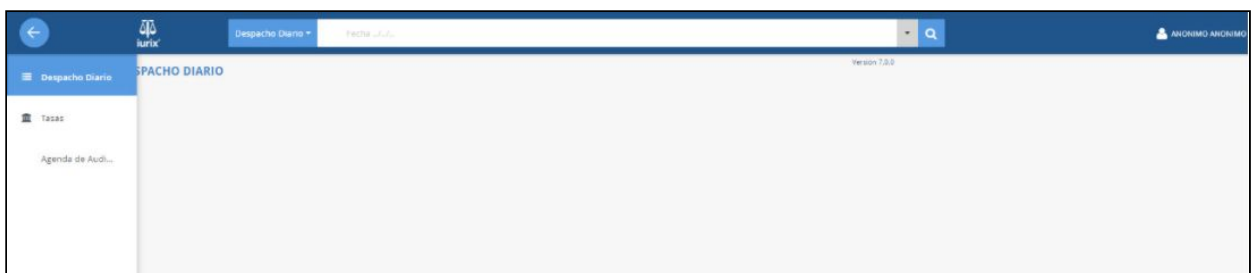 iurix®
Despacho Diario
Fecha ../../..
ANONIMO ANONIMO
Version 7.0.0
Despacho Diario
SPACHO DIARIO
Tasas
Agenda de Audi...